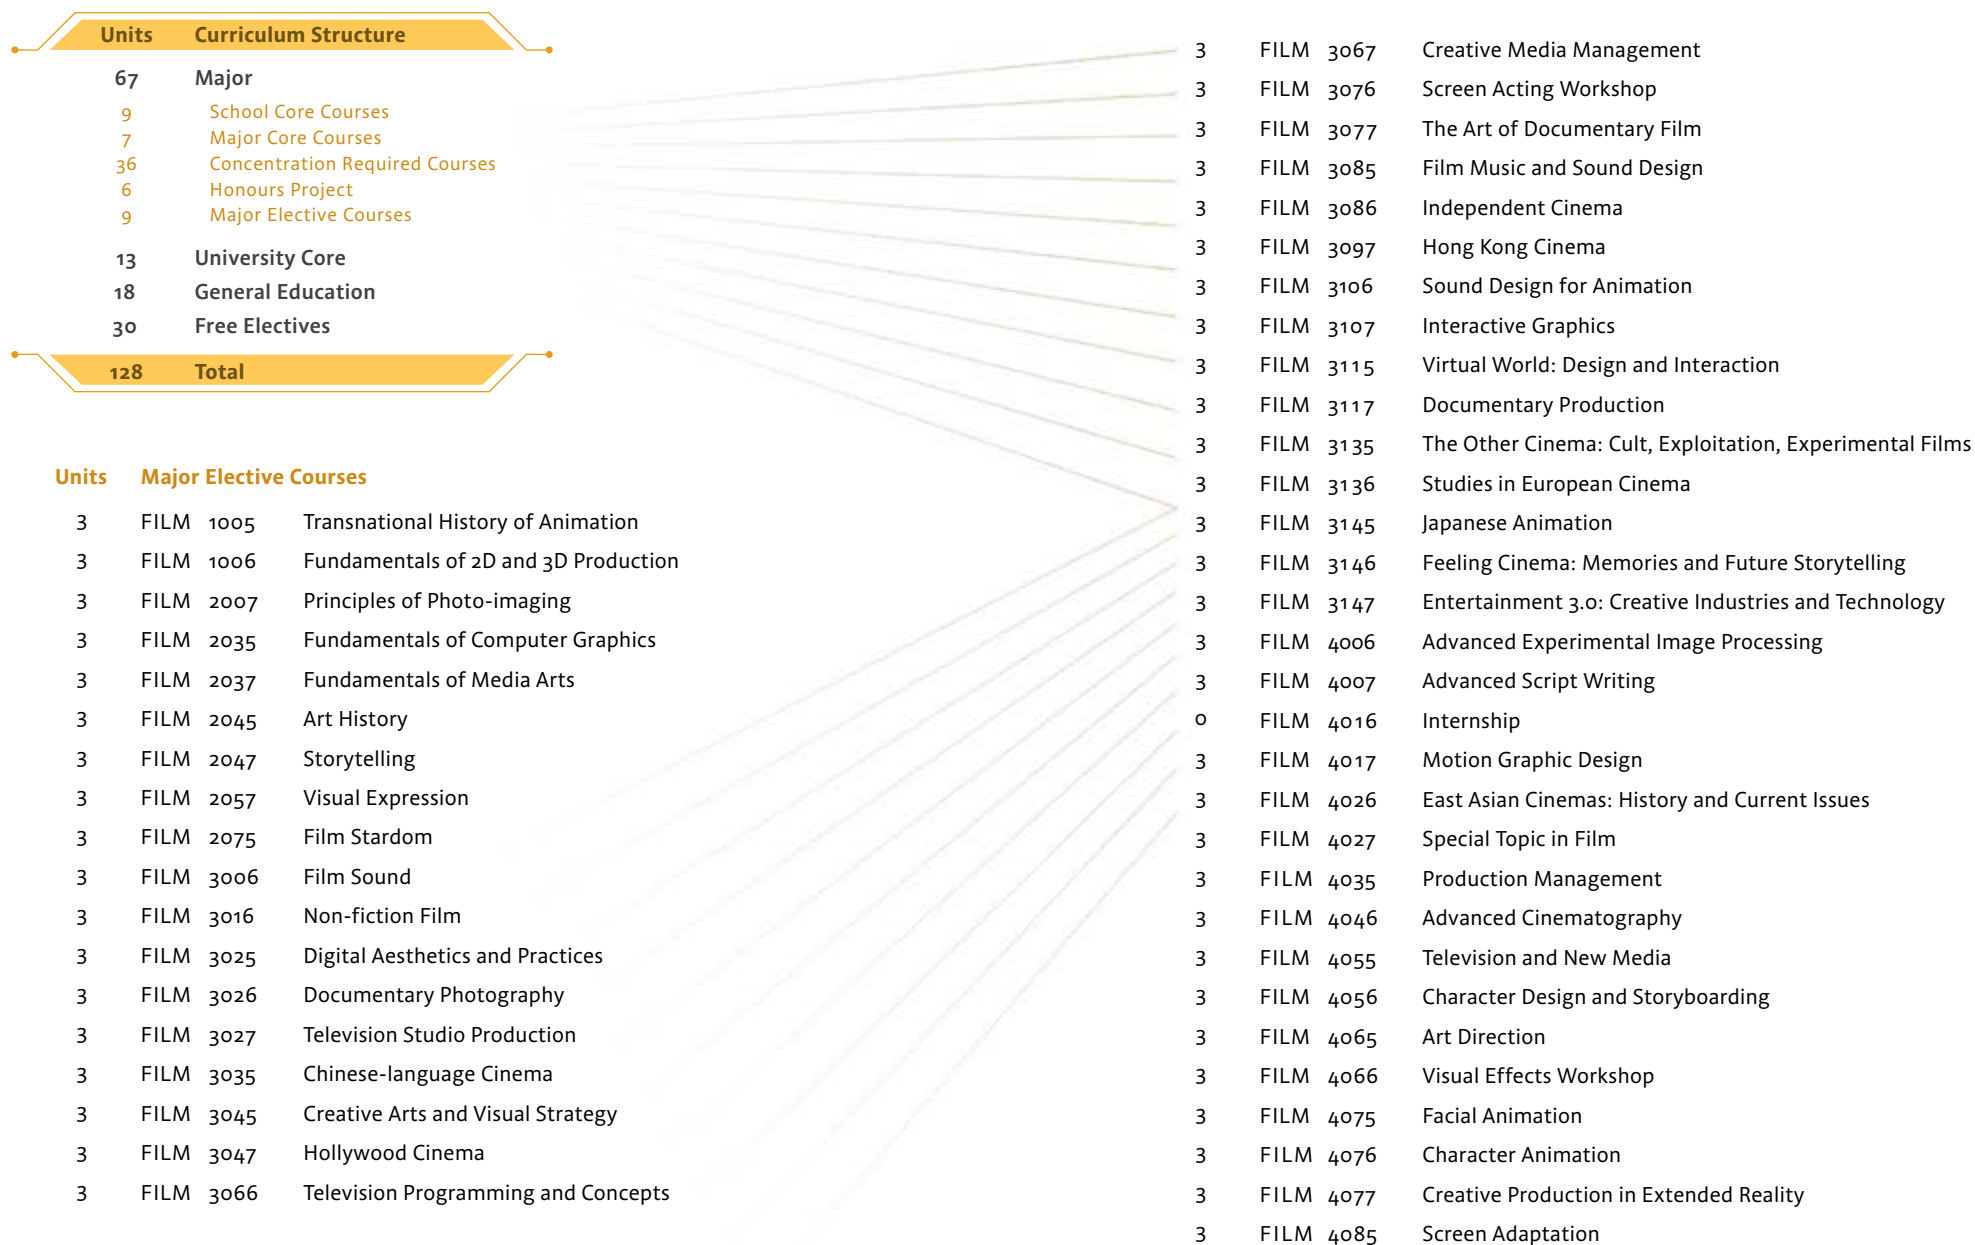 Units Curriculum Structure
67 Major
9 School Core Courses
7 Major Core Courses
36 Concentration Required Courses
6 Honours Project
9 Major Elective Courses
13 University Core
18 General Education
30 Free Electives
128 Total
Units Major Elective Courses
3 FILM 1005 Transnational History of Animation
3 FILM 1006 Fundamentals of 2D and 3D Production
3 FILM 2007 Principles of Photo-imaging
3 FILM 2035 Fundamentals of Computer Graphics
3 FILM 2037 Fundamentals of Media Arts
3 FILM 2045 Art History
3 FILM 2047 Storytelling
3 FILM 2057 Visual Expression
3 FILM 2075 Film Stardom
3 FILM 3006 Film Sound
3 FILM 3016 Non-fiction Film
3 FILM 3025 Digital Aesthetics and Practices
3 FILM 3026 Documentary Photography
3 FILM 3027 Television Studio Production
3 FILM 3035 Chinese-language Cinema
3 FILM 3045 Creative Arts and Visual Strategy
3 FILM 3047 Hollywood Cinema
3 FILM 3066 Television Programming and Concepts
3 FILM 3067 Creative Media Management
3 FILM 3076 Screen Acting Workshop
3 FILM 3077 The Art of Documentary Film
3 FILM 3085 Film Music and Sound Design
3 FILM 3086 Independent Cinema
3 FILM 3097 Hong Kong Cinema
3 FILM 3106 Sound Design for Animation
3 FILM 3107 Interactive Graphics
3 FILM 3115 Virtual World: Design and Interaction
3 FILM 3117 Documentary Production
3 FILM 3135 The Other Cinema: Cult, Exploitation, Experimental Films
3 FILM 3136 Studies in European Cinema
3 FILM 3145 Japanese Animation
3 FILM 3146 Feeling Cinema: Memories and Future Storytelling
3 FILM 3147 Entertainment 3.0: Creative Industries and Technology
3 FILM 4006 Advanced Experimental Image Processing
3 FILM 4007 Advanced Script Writing
0 FILM 4016 Internship
3 FILM 4017 Motion Graphic Design
3 FILM 4026 East Asian Cinemas: History and Current Issues
3 FILM 4027 Special Topic in Film
3 FILM 4035 Production Management
3 FILM 4046 Advanced Cinematography
3 FILM 4055 Television and New Media
3 FILM 4056 Character Design and Storyboarding
3 FILM 4065 Art Direction
3 FILM 4066 Visual Effects Workshop
3 FILM 4075 Facial Animation
3 FILM 4076 Character Animation
3 FILM 4077 Creative Production in Extended Reality
3 FILM 4085 Screen Adaptation